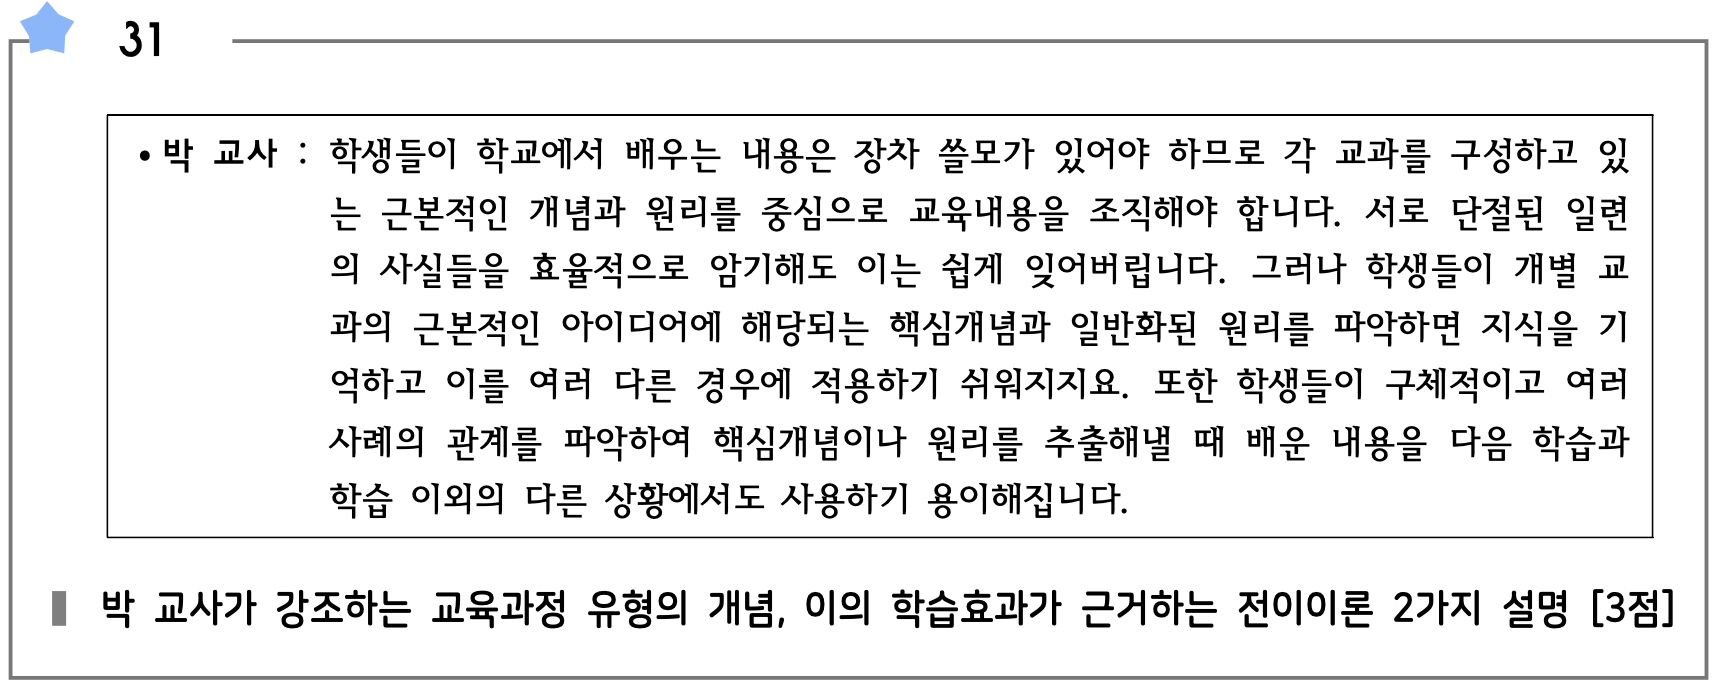 31
• 박 교사 : 학생들이 학교에서 배우는 내용은 장차 쓸모가 있어야 하므로 각 교과를 구성하고 있
는 근본적인 개념과 원리를 중심으로 교육내용을 조직해야 합니다. 서로 단절된 일련
의 사실들을 효율적으로 암기해도 이는 쉽게 잊어버립니다. 그러나 학생들이 개별 교
과의 근본적인 아이디어에 해당되는 핵심개념과 일반화된 원리를 파악하면 지식을 기
억하고 이를 여러 다른 경우에 적용하기 쉬워지지요. 또한 학생들이 구체적이고 여러
사례의 관계를 파악하여 핵심개념이나 원리를 추출해낼 때 배운 내용을 다음 학습과
학습 이외의 다른 상황에서도 사용하기 용이해집니다.
박 교사가 강조하는 교육과정 유형의 개념, 이의 학습효과가 근거하는 전이이론 2가지 설명 [3점]